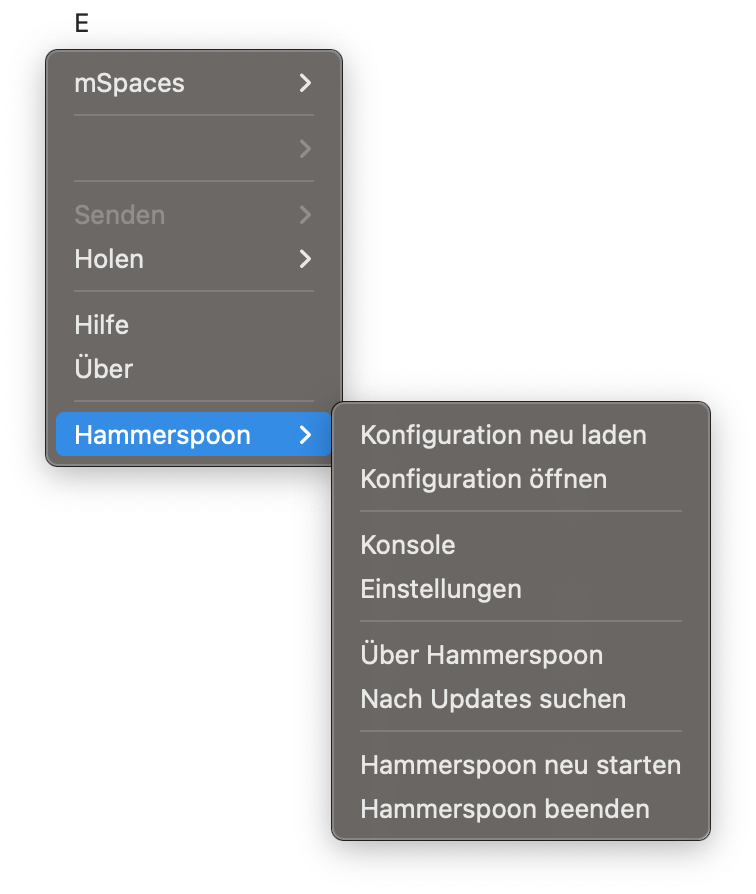 E
mSpaces
Senden
Holen
Hilfe
Über
Hammerspoon
Konfiguration neu laden
Konfiguration öffnen
Konsole
Einstellungen
Über Hammerspoon
Nach Updates suchen
Hammerspoon neu starten
Hammerspoon beenden